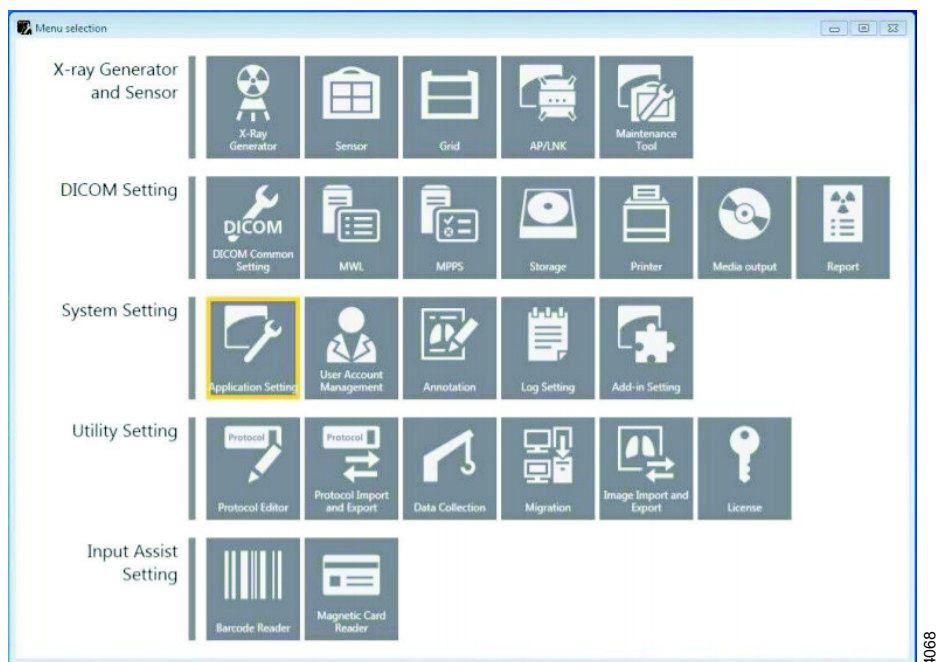 Menu selection
X-ray Generator
and Sensor
X-Ray
Generator
Sensor
Grid
AP/LNK
Maintenance
Tool
DICOM Setting
DICOM
DICOM Common
Setting
MWL
MPPS
Storage
Printer
Media output
Report
System Setting
Application Setting
User Account
Management
Annotation
Log Setting
Add-in Setting
Utility Setting
Protocol
Protocol Editor
Protocol
Protocol Import
and Export
Data Collection
Migration
Image Import and
Export
License
Input Assist
Setting
Barcode Reader
Magnetic Card
Reader